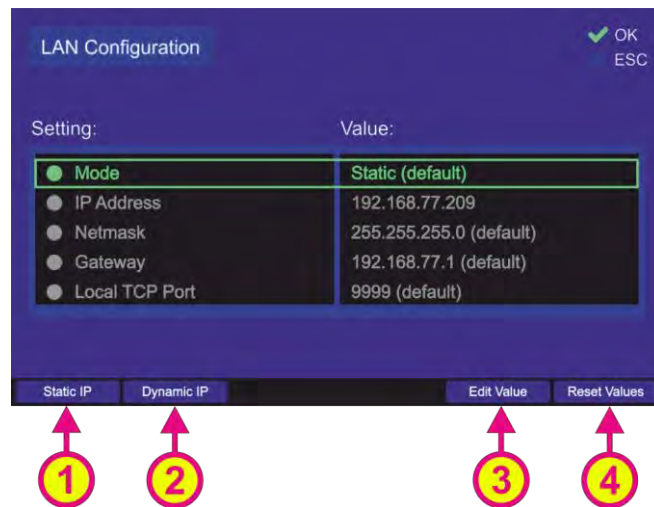 LAN Configuration
OK
ESC
Setting: Value:
Mode Static (default)
IP Address 192.168.77.209
Netmask 255.255.255.0 (default)
Gateway 192.168.77.1 (default)
Local TCP Port 9999 (default)
Static IP Dynamic IP Edit Value Reset Values
1 2 3 4